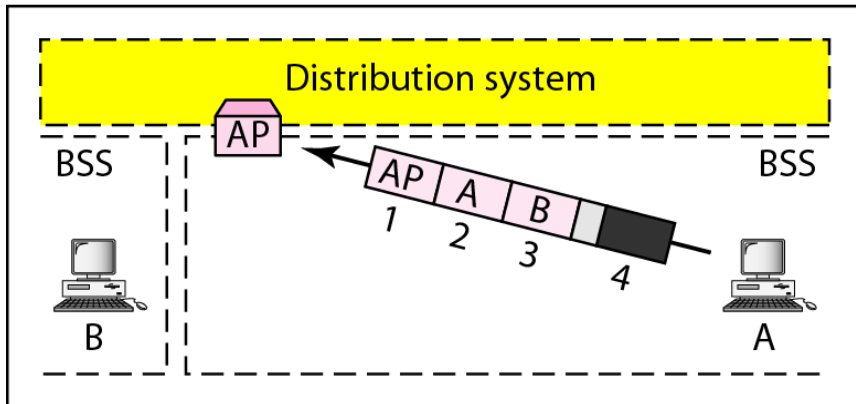 Distribution system
AP
BSS
BSS
AP A B
1 2 3 4
B
A